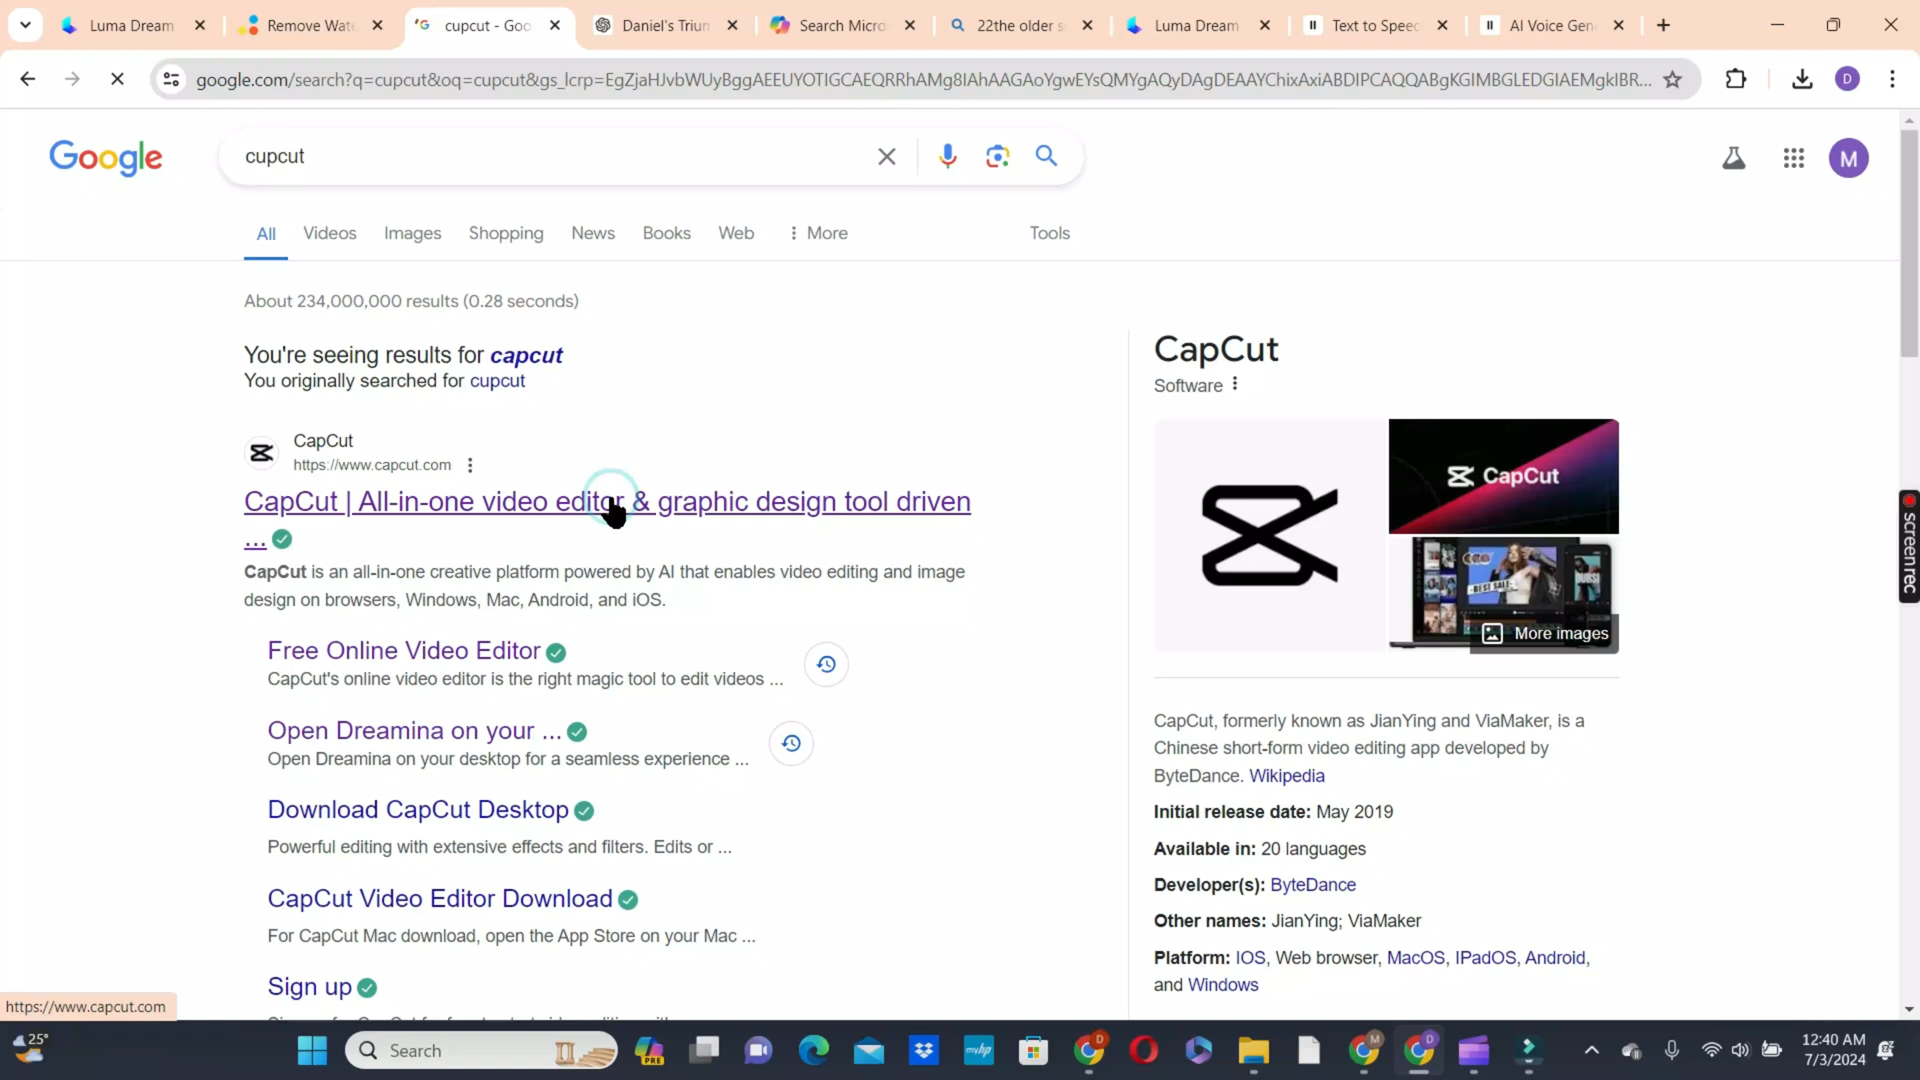 Luma Dream
Remove Wate
cupcut - Goo
Daniel's Trium
Search Micro
22the older s
Luma Dream
Text to Speec
AI Voice Gen
google.com/search?q=cupcut&oq=cupcut&gs_lcrp=EgZjaHJvbWUyBggAEEUYOTIGCAEQRRhAMg8IAhAAGAoYgwEYsQMYgAQyDAgDEAAYChixAxiABDIPCAQQABgKGIMBGLEDGIAEMgkIBR...
D
Google
cupcut
M
All
Videos
Images
Shopping
News
Books
Web
More
Tools
About 234,000,000 results (0.28 seconds)
You're seeing results for capcut
You originally searched for cupcut
CapCut
https://www.capcut.com
CapCut | All-in-one video editor & graphic design tool driven
...
CapCut is an all-in-one creative platform powered by AI that enables video editing and image
design on browsers, Windows, Mac, Android, and iOS.
Free Online Video Editor
CapCut's online video editor is the right magic tool to edit videos ...
Open Dreamina on your ...
Open Dreamina on your desktop for a seamless experience ...
Download CapCut Desktop
Powerful editing with extensive effects and filters. Edits or ...
CapCut Video Editor Download
For CapCut Mac download, open the App Store on your Mac ...
Sign up
https://www.capcut.com
CapCut
Software
CapCut
BEST SALE
More images
CapCut, formerly known as JianYing and ViaMaker, is a
Chinese short-form video editing app developed by
ByteDance. Wikipedia
Initial release date: May 2019
Available in: 20 languages
Developer(s): ByteDance
Other names: JianYing; ViaMaker
Platform: IOS, Web browser, MacOS, IPadOS, Android,
and Windows
screenrec
25°
Search
PRE
myhp
D
M
D
12:40 AM
7/3/2024